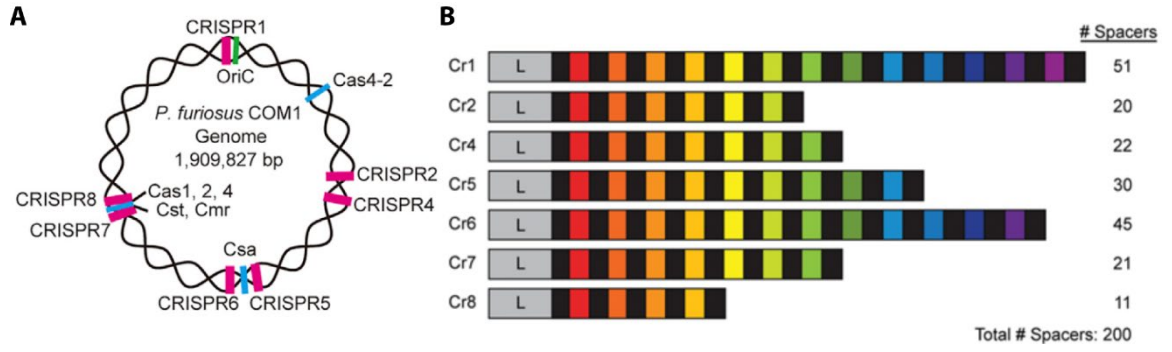 A
CRISPR1
OriC
Cas4-2
P. furiosus COM1
Genome
1,909,827 bp
CRISPR2
CRISPR4
CRISPR8
Cas1, 2, 4
Cst, Cmr
CRISPR7
Csa
CRISPR6
CRISPR5
B
# Spacers
Cr1 L 51
Cr2 L 20
Cr4 L 22
Cr5 L 30
Cr6 L 45
Cr7 L 21
Cr8 L 11
Total # Spacers: 200